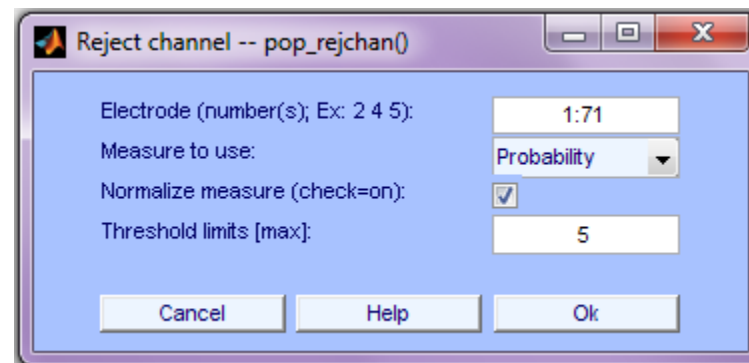 Reject channel -- pop_rejchan()
Electrode (number(s); Ex: 2 4 5): 1:71
Measure to use: Probability
Normalize measure (check=on):
Threshold limits [max]: 5
Cancel Help Ok